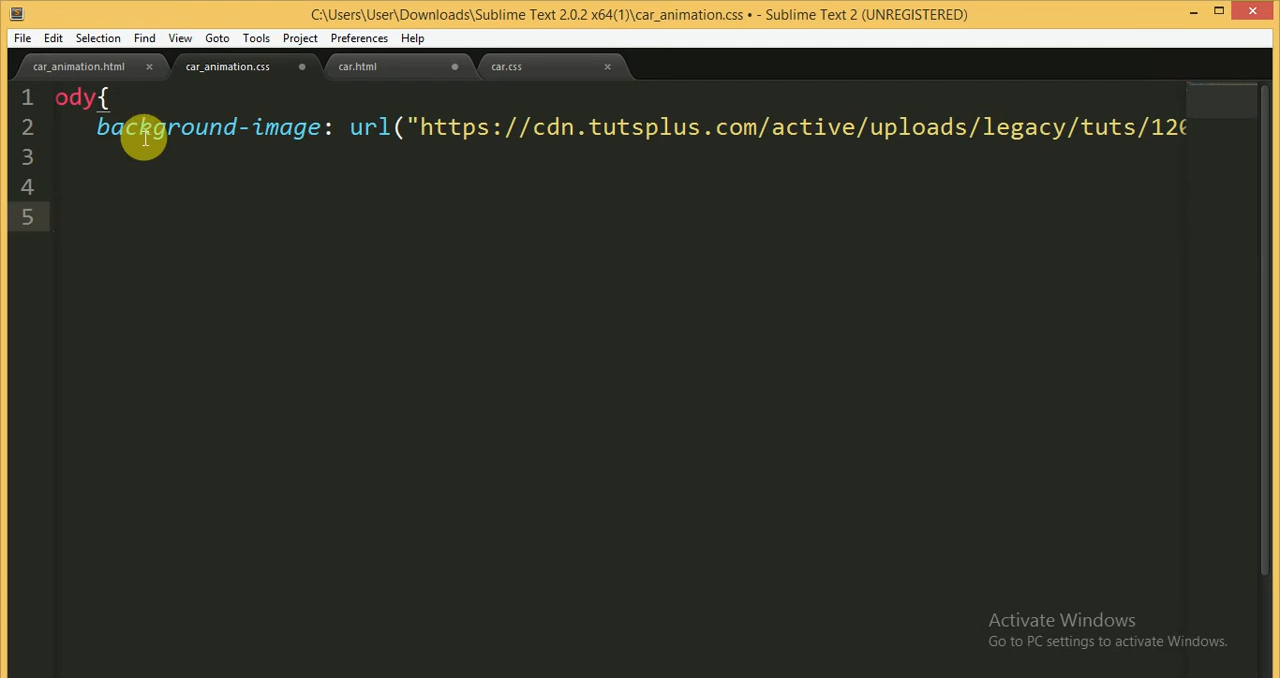 C:\Users\User\Downloads\Sublime Text 2.0.2 x64(1)\car_animation.css • - Sublime Text 2 (UNREGISTERED)
File Edit Selection Find View Goto Tools Project Preferences Help
car_animation.html car_animation.css car.html car.css
1 ody{
2 background-image: url("https://cdn.tutsplus.com/active/uploads/legacy/tuts/126
3
4
5
Activate Windows
Go to PC settings to activate Windows.